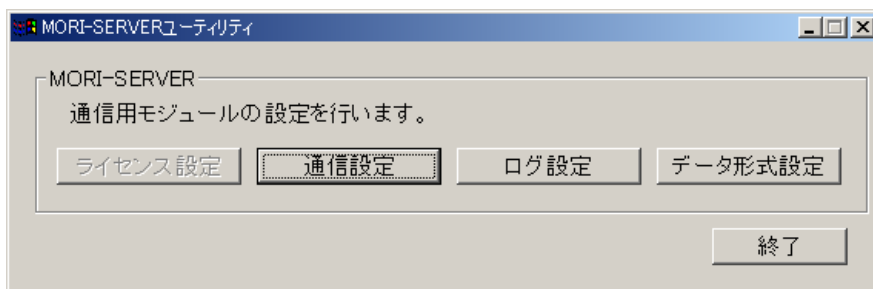 MORI-SERVERユーティリティ
MORI-SERVER
通信用モジュールの設定を行います。
ライセンス設定 通信設定 ログ設定 データ形式設定
終了